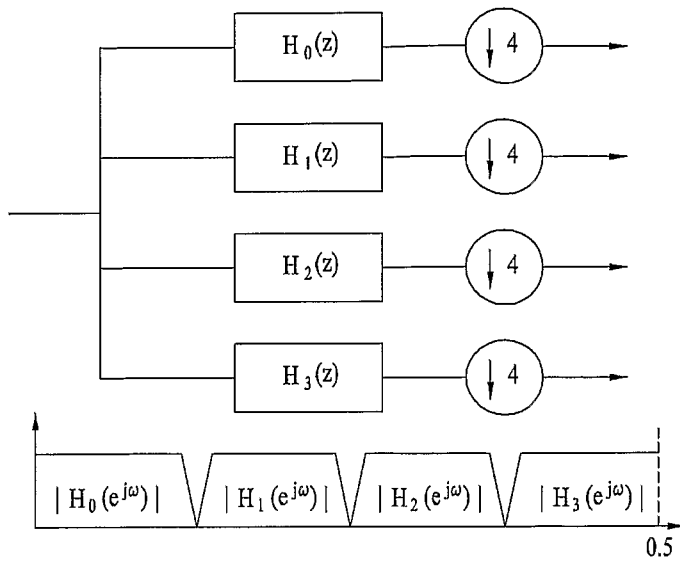 H₀(z) ↓ 4
H₁(z) ↓ 4
H₂(z) ↓ 4
H₃(z) ↓ 4
| H₀(e^{jω}) | | H₁(e^{jω}) | | H₂(e^{jω}) | | H₃(e^{jω}) |
0.5